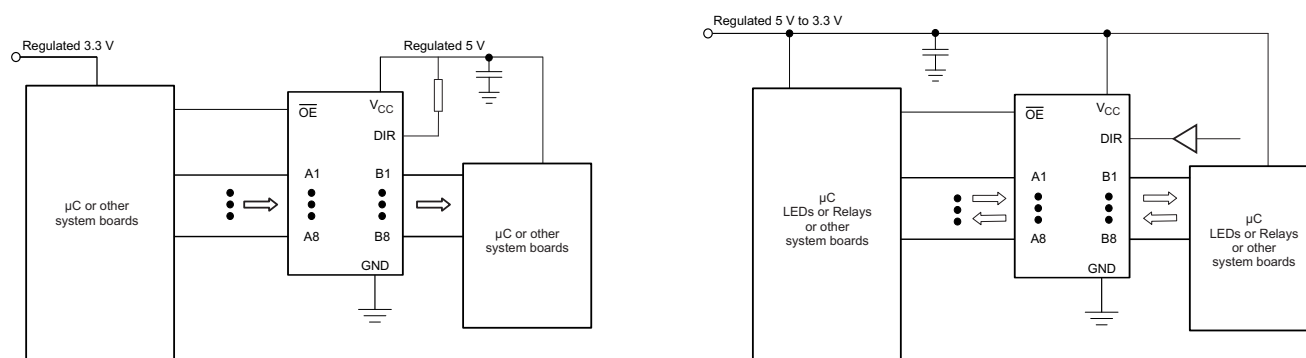 Regulated 3.3 V
Regulated 5 V
OE
VCC
DIR
µC or other
system boards
A1
B1
A8
B8
GND
µC or other
system boards
Regulated 5 V to 3.3 V
OE
VCC
DIR
µC
LEDs or Relays
or other
system boards
A1
B1
A8
B8
GND
µC
LEDs or Relays
or other
system boards